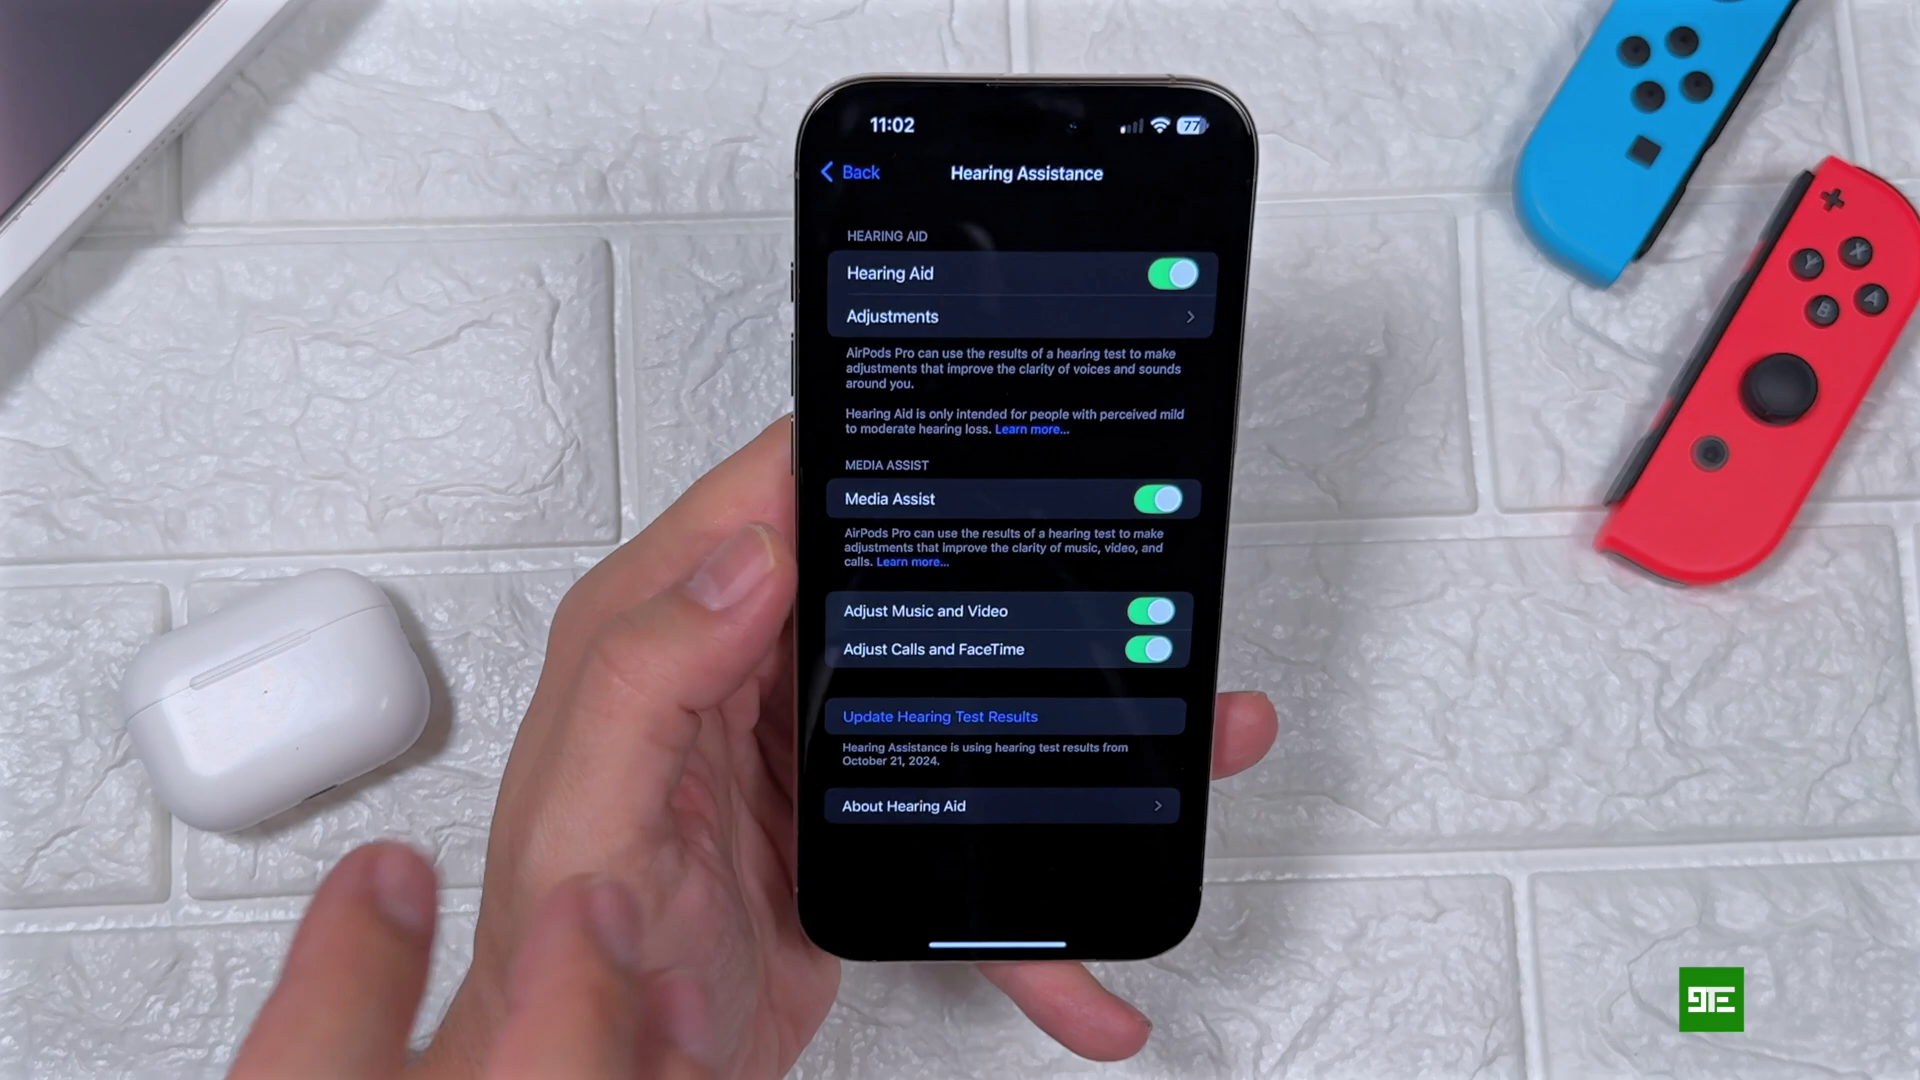 11:02
77
Back
Hearing Assistance
HEARING AID
Hearing Aid
Adjustments
AirPods Pro can use the results of a hearing test to make
adjustments that improve the clarity of voices and sounds
around you.
Hearing Aid is only intended for people with perceived mild
to moderate hearing loss. Learn more...
MEDIA ASSIST
Media Assist
AirPods Pro can use the results of a hearing test to make
adjustments that improve the clarity of music, video, and
calls. Learn more...
Adjust Music and Video
Adjust Calls and FaceTime
Update Hearing Test Results
Hearing Assistance is using hearing test results from
October 21, 2024.
About Hearing Aid
X
Y
A
B
9TE